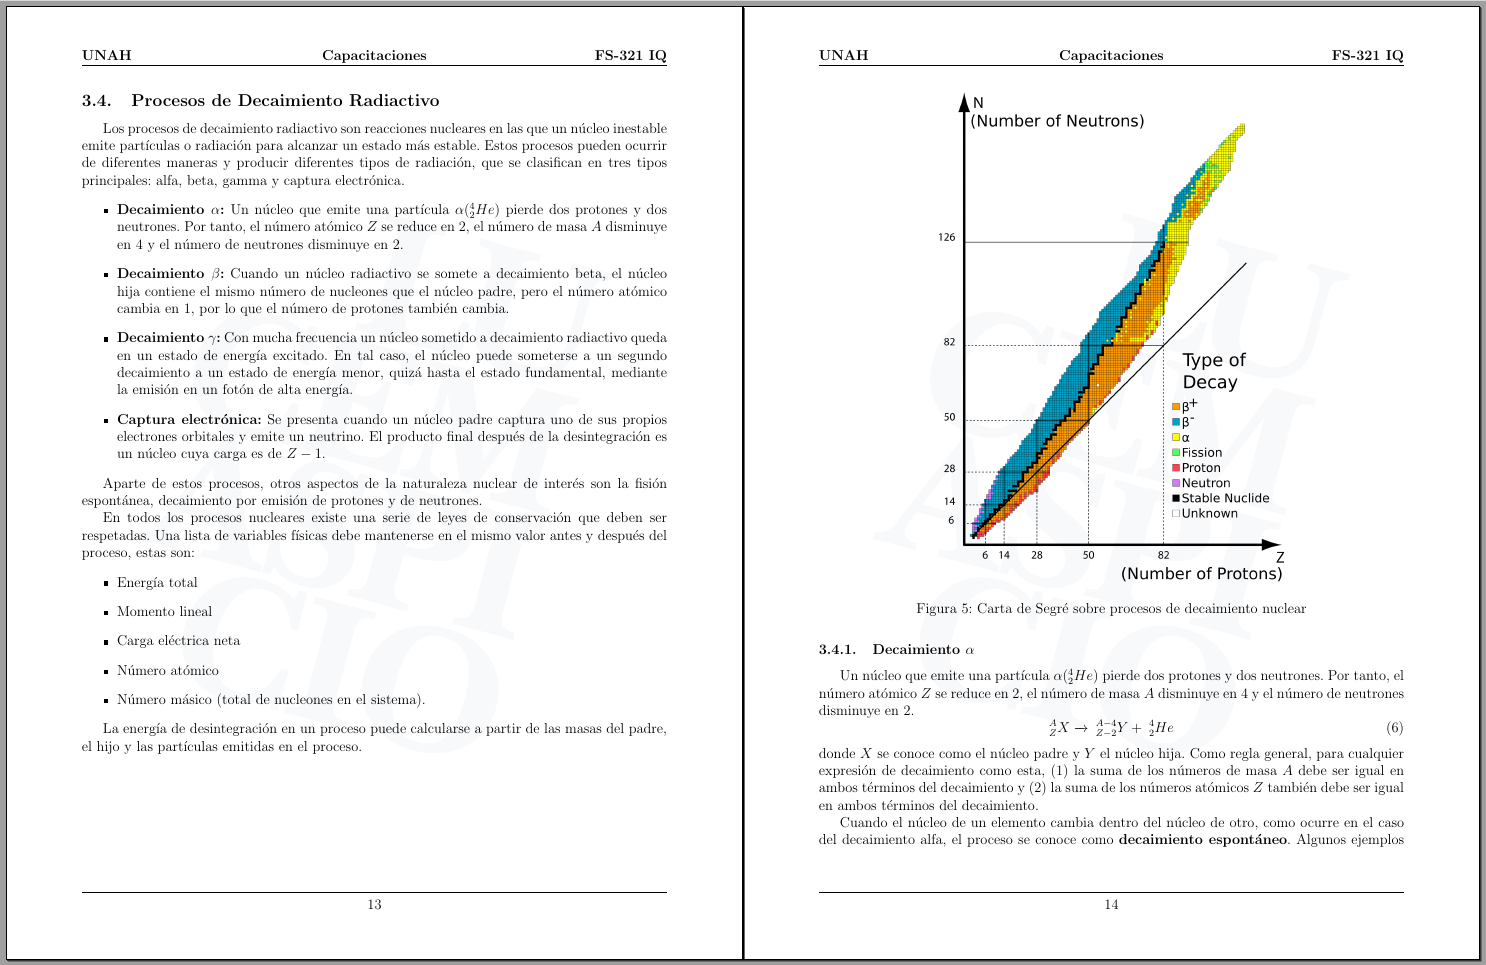 UNAH Capacitaciones FS-321 IQ
3.4. Procesos de Decaimiento Radiactivo
Los procesos de decaimiento radiactivo son reacciones nucleares en las que un núcleo inestable
emite partículas o radiación para alcanzar un estado más estable. Estos procesos pueden ocurrir
de diferentes maneras y producir diferentes tipos de radiación, que se clasifican en tres tipos
principales: alfa, beta, gamma y captura electrónica.
▪ Decaimiento α: Un núcleo que emite una partícula α(⁴₂He) pierde dos protones y dos
neutrones. Por tanto, el número atómico Z se reduce en 2, el número de masa A disminuye
en 4 y el número de neutrones disminuye en 2.
▪ Decaimiento β: Cuando un núcleo radiactivo se somete a decaimiento beta, el núcleo
hija contiene el mismo número de nucleones que el núcleo padre, pero el número atómico
cambia en 1, por lo que el número de protones también cambia.
▪ Decaimiento γ: Con mucha frecuencia un núcleo sometido a decaimiento radiactivo queda
en un estado de energía excitado. En tal caso, el núcleo puede someterse a un segundo
decaimiento a un estado de energía menor, quizá hasta el estado fundamental, mediante
la emisión en un fotón de alta energía.
▪ Captura electrónica: Se presenta cuando un núcleo padre captura uno de sus propios
electrones orbitales y emite un neutrino. El producto final después de la desintegración es
un núcleo cuya carga es de Z − 1.
Aparte de estos procesos, otros aspectos de la naturaleza nuclear de interés son la fisión
espontánea, decaimiento por emisión de protones y de neutrones.
En todos los procesos nucleares existe una serie de leyes de conservación que deben ser
respetadas. Una lista de variables físicas debe mantenerse en el mismo valor antes y después del
proceso, estas son:
▪ Energía total
▪ Momento lineal
▪ Carga eléctrica neta
▪ Número atómico
▪ Número másico (total de nucleones en el sistema).
La energía de desintegración en un proceso puede calcularse a partir de las masas del padre,
el hijo y las partículas emitidas en el proceso.
13
UNAH Capacitaciones FS-321 IQ
N
(Number of Neutrons)
126
82
50
28
14
6
Type of
Decay
β⁺
β⁻
α
Fission
Proton
Neutron
Stable Nuclide
Unknown
6 14 28 50 82
Z
(Number of Protons)
Figura 5: Carta de Segré sobre procesos de decaimiento nuclear
3.4.1. Decaimiento α
Un núcleo que emite una partícula α(⁴₂He) pierde dos protones y dos neutrones. Por tanto, el
número atómico Z se reduce en 2, el número de masa A disminuye en 4 y el número de neutrones
disminuye en 2.
ᴬ_ZX → ᴬ⁻⁴_Z−2Y + ⁴₂He (6)
donde X se conoce como el núcleo padre y Y el núcleo hija. Como regla general, para cualquier
expresión de decaimiento como esta, (1) la suma de los números de masa A debe ser igual en
ambos términos del decaimiento y (2) la suma de los números atómicos Z también debe ser igual
en ambos términos del decaimiento.
Cuando el núcleo de un elemento cambia dentro del núcleo de otro, como ocurre en el caso
del decaimiento alfa, el proceso se conoce como decaimiento espontáneo. Algunos ejemplos
14